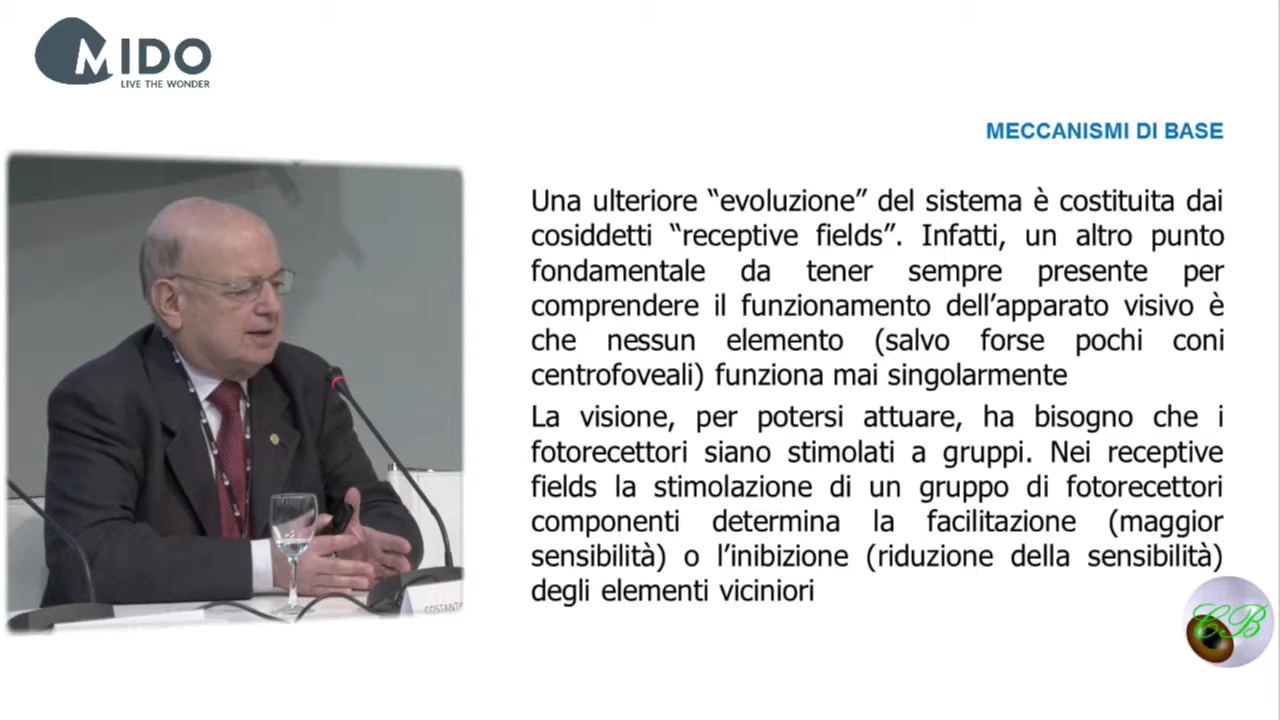 MIDO
LIVE THE WONDER
MECCANISMI DI BASE
Una ulteriore “evoluzione” del sistema è costituita dai
cosiddetti “receptive fields”. Infatti, un altro punto
fondamentale da tener sempre presente per
comprendere il funzionamento dell’apparato visivo è
che nessun elemento (salvo forse pochi coni
centrofoveali) funziona mai singolarmente
La visione, per potersi attuare, ha bisogno che i
fotorecettori siano stimolati a gruppi. Nei receptive
fields la stimolazione di un gruppo di fotorecettori
componenti determina la facilitazione (maggior
sensibilità) o l’inibizione (riduzione della sensibilità)
degli elementi viciniori
CB